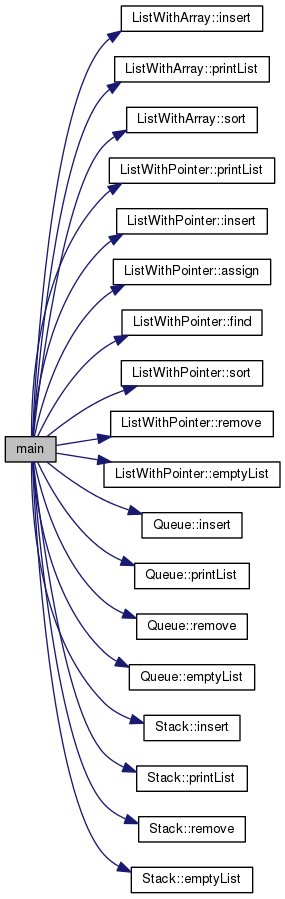 ListWithArray::insert
ListWithArray::printList
ListWithArray::sort
ListWithPointer::printList
ListWithPointer::insert
ListWithPointer::assign
ListWithPointer::find
ListWithPointer::sort
ListWithPointer::remove
main
ListWithPointer::emptyList
Queue::insert
Queue::printList
Queue::remove
Queue::emptyList
Stack::insert
Stack::printList
Stack::remove
Stack::emptyList